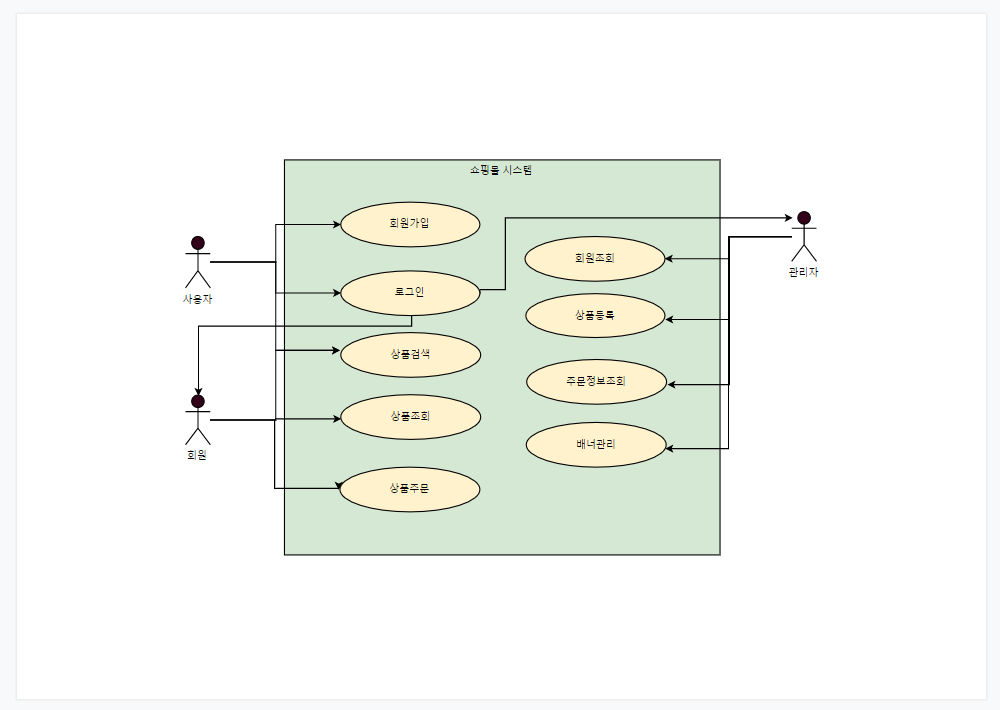 쇼핑몰 시스템
회원가입
로그인
상품검색
상품조회
상품주문
회원조회
상품등록
주문정보조회
배너관리
사용자
회원
관리자